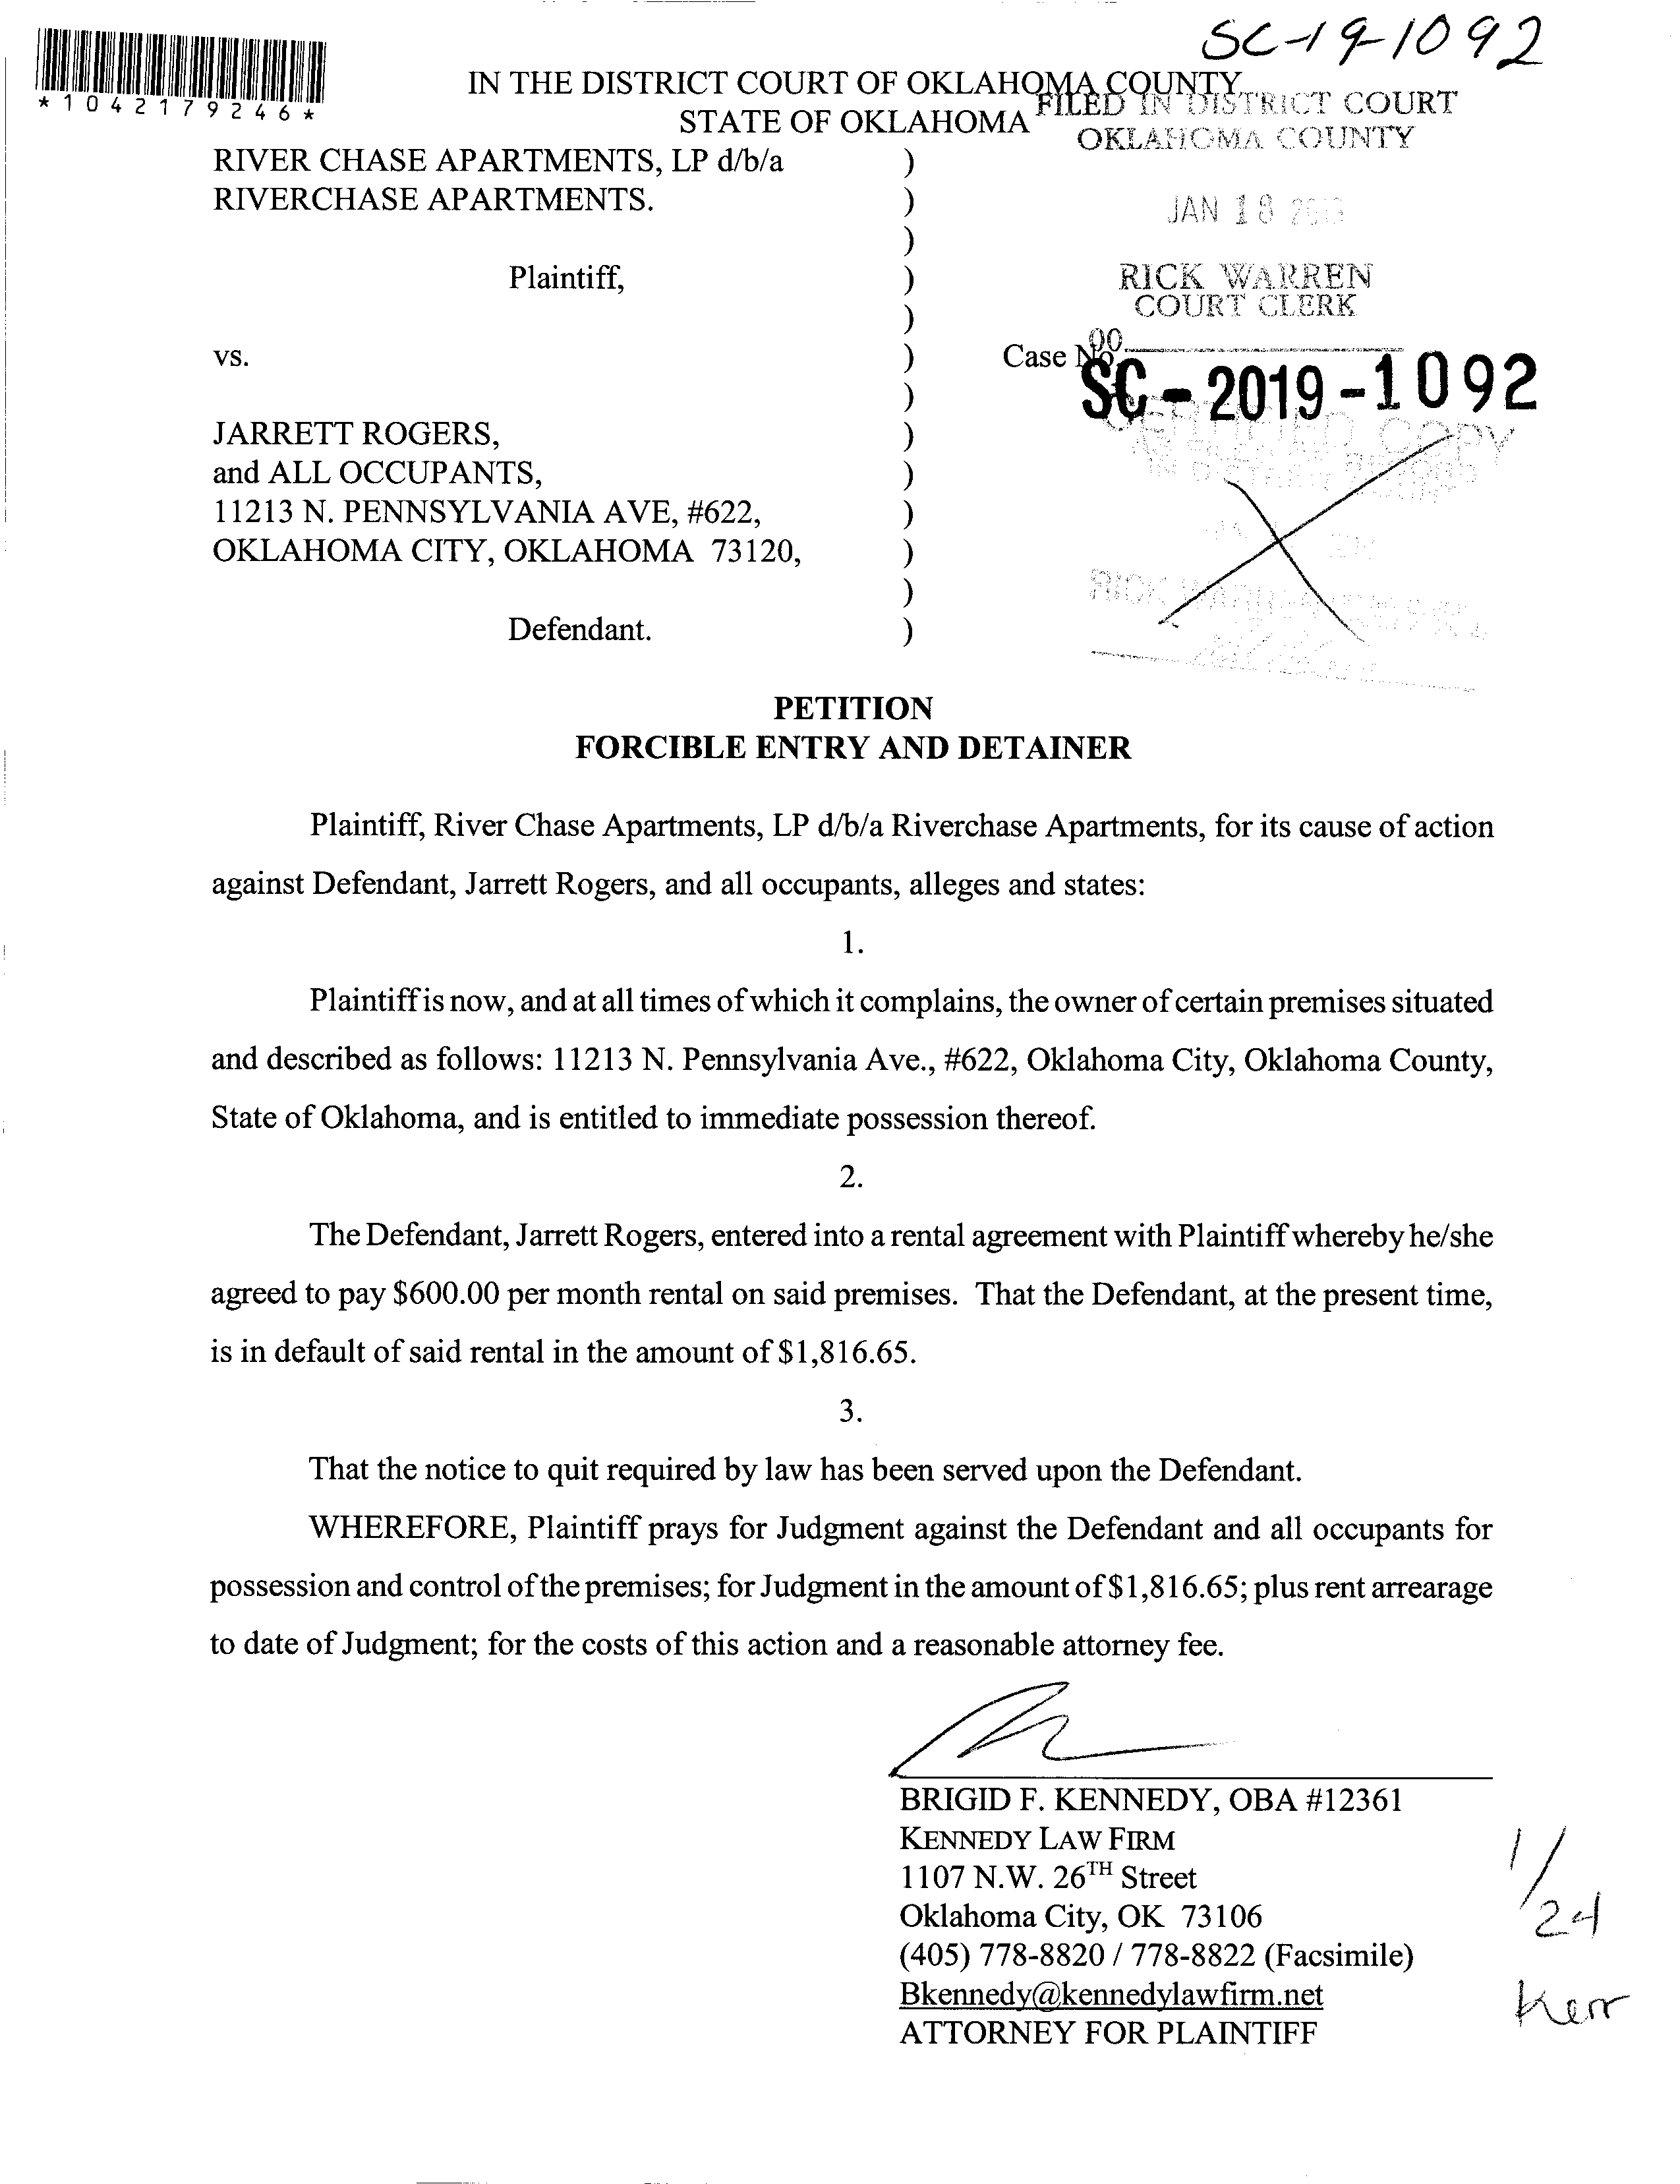 SC-19-1092
*1042179246*
IN THE DISTRICT COURT OF OKLAHOMA COUNTY
STATE OF OKLAHOMA
FILED IN DISTRICT COURT
OKLAHOMA COUNTY
RIVER CHASE APARTMENTS, LP d/b/a )
RIVERCHASE APARTMENTS. )
JAN 18
)
Plaintiff, )
RICK WARREN
COURT CLERK
)
vs. ) Case No.
SC - 2019 - 1092
)
JARRETT ROGERS, )
CERTIFIED COPY
and ALL OCCUPANTS, )
IN DISTRICT COURT
11213 N. PENNSYLVANIA AVE, #622, )
OKLAHOMA CITY, OKLAHOMA 73120, )
)
RICK WARREN
Defendant. )
PETITION
FORCIBLE ENTRY AND DETAINER
Plaintiff, River Chase Apartments, LP d/b/a Riverchase Apartments, for its cause of action
against Defendant, Jarrett Rogers, and all occupants, alleges and states:
1.
Plaintiff is now, and at all times of which it complains, the owner of certain premises situated
and described as follows: 11213 N. Pennsylvania Ave., #622, Oklahoma City, Oklahoma County,
State of Oklahoma, and is entitled to immediate possession thereof.
2.
The Defendant, Jarrett Rogers, entered into a rental agreement with Plaintiff whereby he/she
agreed to pay $600.00 per month rental on said premises. That the Defendant, at the present time,
is in default of said rental in the amount of $1,816.65.
3.
That the notice to quit required by law has been served upon the Defendant.
WHEREFORE, Plaintiff prays for Judgment against the Defendant and all occupants for
possession and control of the premises; for Judgment in the amount of $1,816.65; plus rent arrearage
to date of Judgment; for the costs of this action and a reasonable attorney fee.
BRIGID F. KENNEDY, OBA #12361
KENNEDY LAW FIRM
1107 N.W. 26TH Street
Oklahoma City, OK 73106
(405) 778-8820 / 778-8822 (Facsimile)
Bkennedy@kennedylawfirm.net
ATTORNEY FOR PLAINTIFF
1/24
Kerr